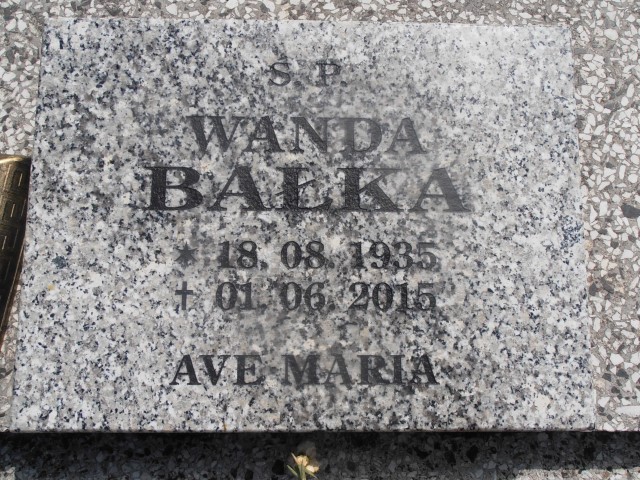 Ś. P.
WANDA
BAŁKA
* 18. 08. 1935
† 01. 06. 2015
AVE MARIA